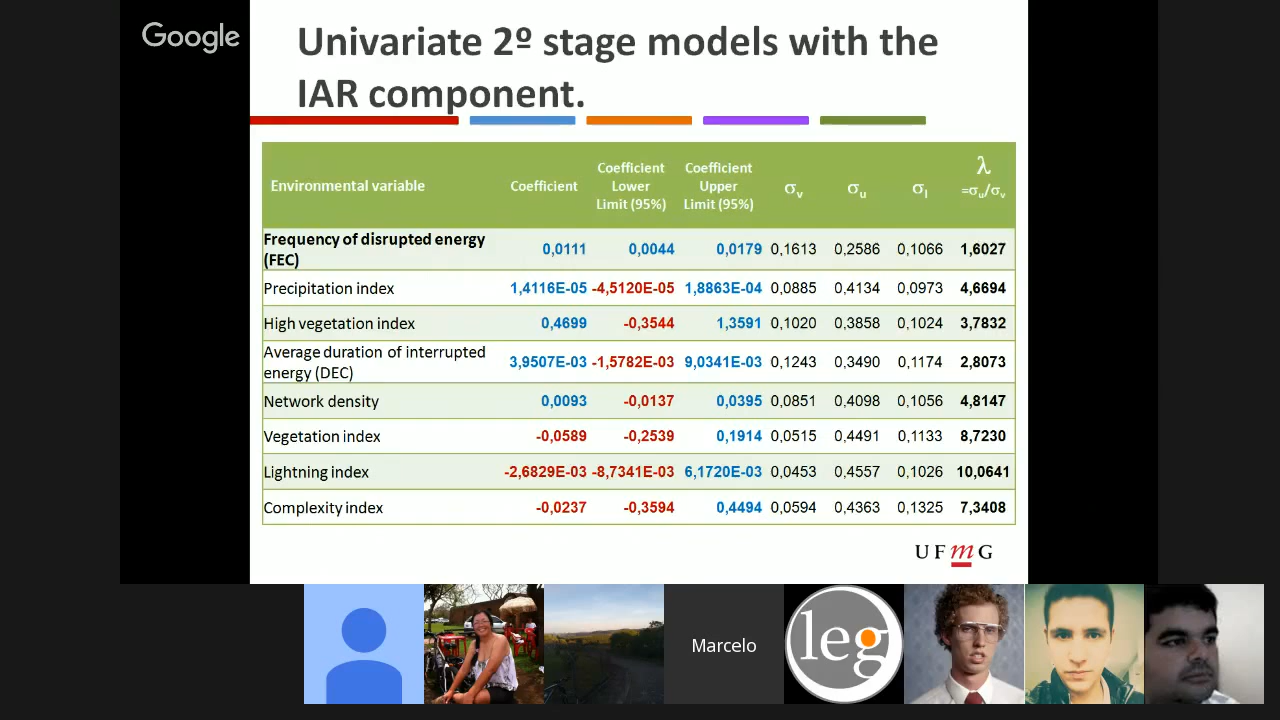 Google
Univariate 2º stage models with the
IAR component.
Environmental variable Coefficient Coefficient Lower Limit (95%) Coefficient Upper Limit (95%) σv σu σl λ =σu/σv
Frequency of disrupted energy (FEC) 0,0111 0,0044 0,0179 0,1613 0,2586 0,1066 1,6027
Precipitation index 1,4116E-05 -4,5120E-05 1,8863E-04 0,0885 0,4134 0,0973 4,6694
High vegetation index 0,4699 -0,3544 1,3591 0,1020 0,3858 0,1024 3,7832
Average duration of interrupted energy (DEC) 3,9507E-03 -1,5782E-03 9,0341E-03 0,1243 0,3490 0,1174 2,8073
Network density 0,0093 -0,0137 0,0395 0,0851 0,4098 0,1056 4,8147
Vegetation index -0,0589 -0,2539 0,1914 0,0515 0,4491 0,1133 8,7230
Lightning index -2,6829E-03 -8,7341E-03 6,1720E-03 0,0453 0,4557 0,1026 10,0641
Complexity index -0,0237 -0,3594 0,4494 0,0594 0,4363 0,1325 7,3408
UFmG
Marcelo
leg